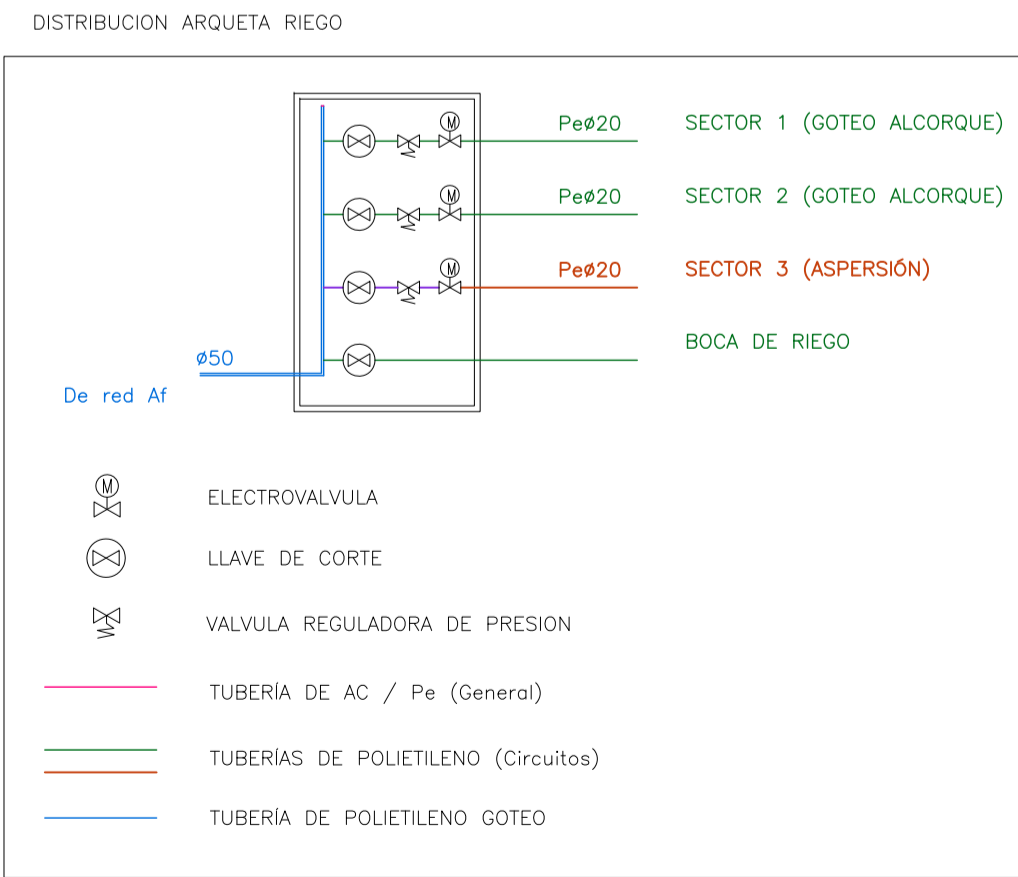 DISTRIBUCION ARQUETA RIEGO
M
Peø20 SECTOR 1 (GOTEO ALCORQUE)
M
Peø20 SECTOR 2 (GOTEO ALCORQUE)
M
Peø20 SECTOR 3 (ASPERSIÓN)
BOCA DE RIEGO
ø50
De red Af
M
ELECTROVALVULA
LLAVE DE CORTE
VALVULA REGULADORA DE PRESION
TUBERÍA DE AC / Pe (General)
TUBERÍAS DE POLIETILENO (Circuitos)
TUBERÍA DE POLIETILENO GOTEO